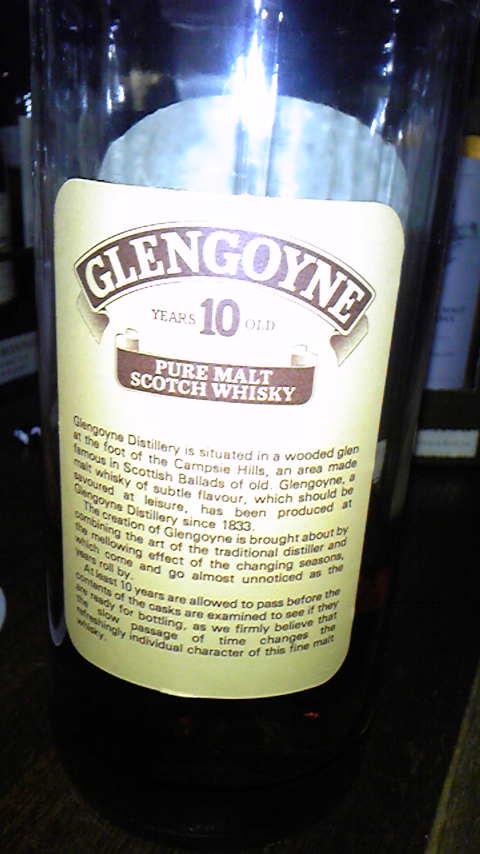 GLENGOYNE
YEARS 10 OLD
PURE MALT
SCOTCH WHISKY
Glengoyne Distillery is situated in a wooded glen
at the foot of the Campsie Hills, an area made
famous in Scottish Ballads of old. Glengoyne, a
malt whisky of subtle flavour, which should be
savoured at leisure, has been produced at
Glengoyne Distillery since 1833.
The creation of Glengoyne is brought about by
combining the art of the traditional distiller and
the mellowing effect of the changing seasons,
which come and go almost unnoticed as the
years roll by.
At least 10 years are allowed to pass before the
contents of the casks are examined to see if they
are ready for bottling, as we firmly believe that
the slow passage of time changes the
refreshingly individual character of this fine malt
whisky.